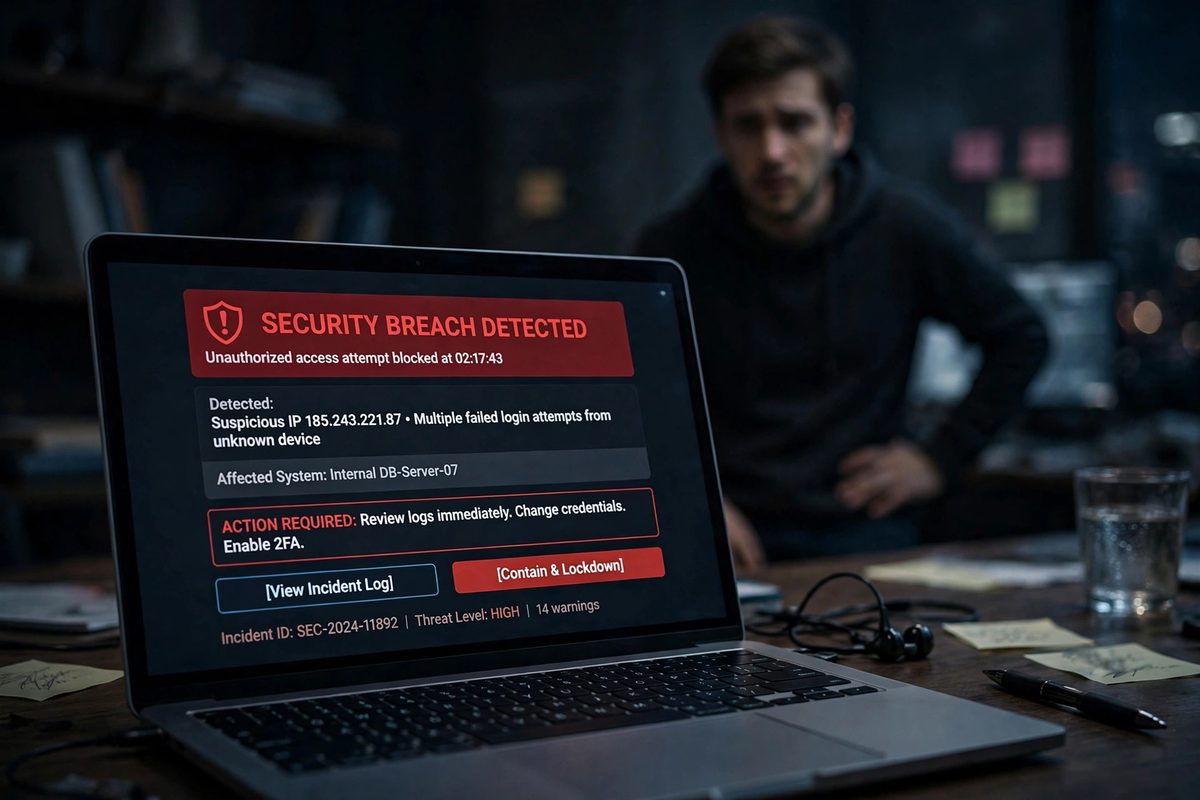 SECURITY BREACH DETECTED
Unauthorized access attempt blocked at 02:17:43
Detected:
Suspicious IP 185.243.221.87 • Multiple failed login attempts from
unknown device
Affected System: Internal DB-Server-07
ACTION REQUIRED: Review logs immediately. Change credentials.
Enable 2FA.
[View Incident Log]
[Contain & Lockdown]
Incident ID: SEC-2024-11892 | Threat Level: HIGH | 14 warnings